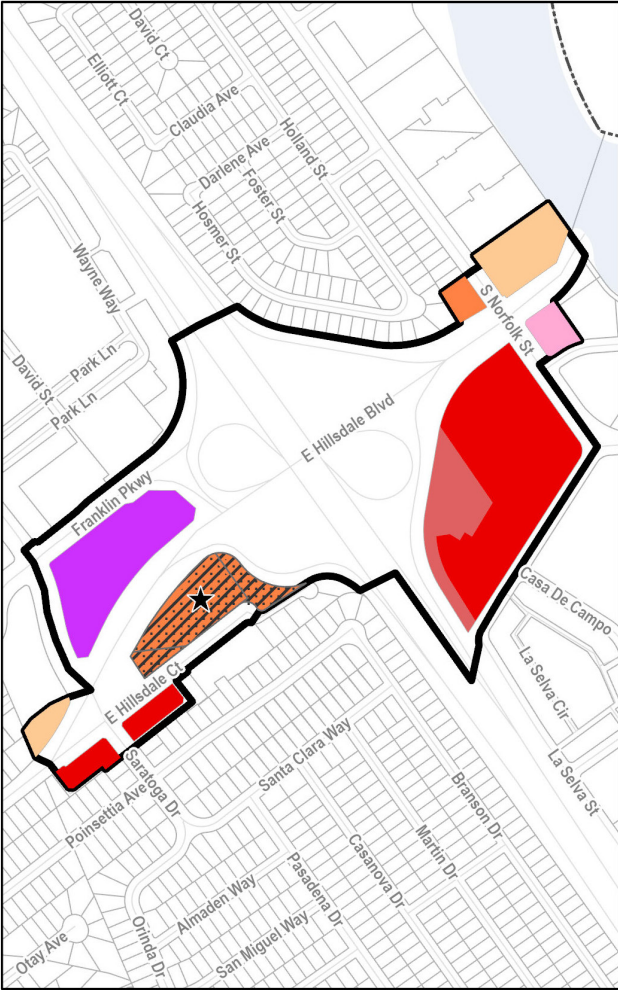 David Ct
Elliott Ct
Claudia Ave
Holland St
Darlene Ave
Foster St
Hosmer St
Wayne Way
S Norfolk St
Park Ln
David St
Park Ln
E Hillsdale Blvd
Franklin Pkwy
Casa De Campo
La Selva Cir
E Hillsdale Ct
Santa Clara Way
La Selva St
Saratoga Dr
Branson Dr
Poinsettia Ave
Martin Dr
Casanova Dr
Pasadena Dr
Almaden Way
Orinda Dr
San Miguel Way
Otay Ave